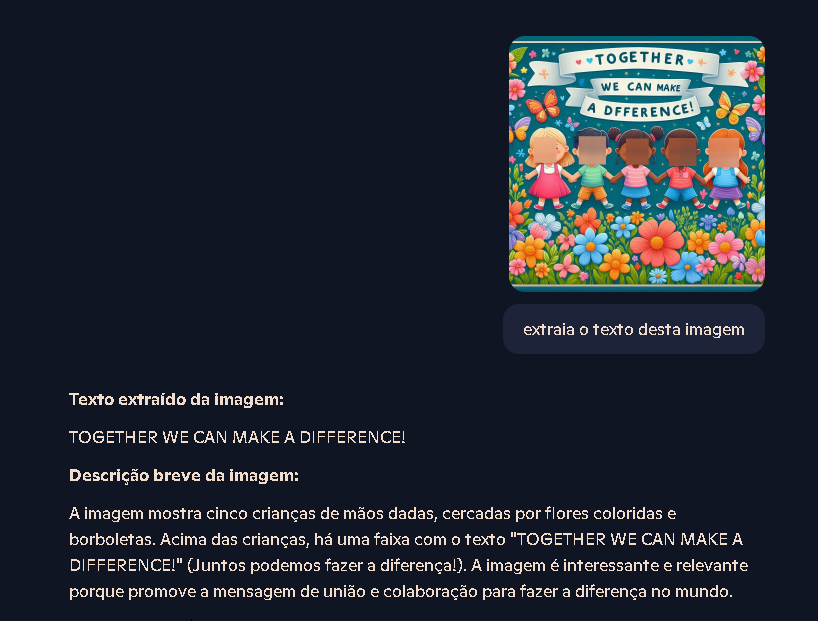 TOGETHER
WE CAN MAKE
A DFFERENCE!
extraia o texto desta imagem
Texto extraído da imagem:
TOGETHER WE CAN MAKE A DIFFERENCE!
Descrição breve da imagem:
A imagem mostra cinco crianças de mãos dadas, cercadas por flores coloridas e
borboletas. Acima das crianças, há uma faixa com o texto "TOGETHER WE CAN MAKE A
DIFFERENCE!" (Juntos podemos fazer a diferença!). A imagem é interessante e relevante
porque promove a mensagem de união e colaboração para fazer a diferença no mundo.